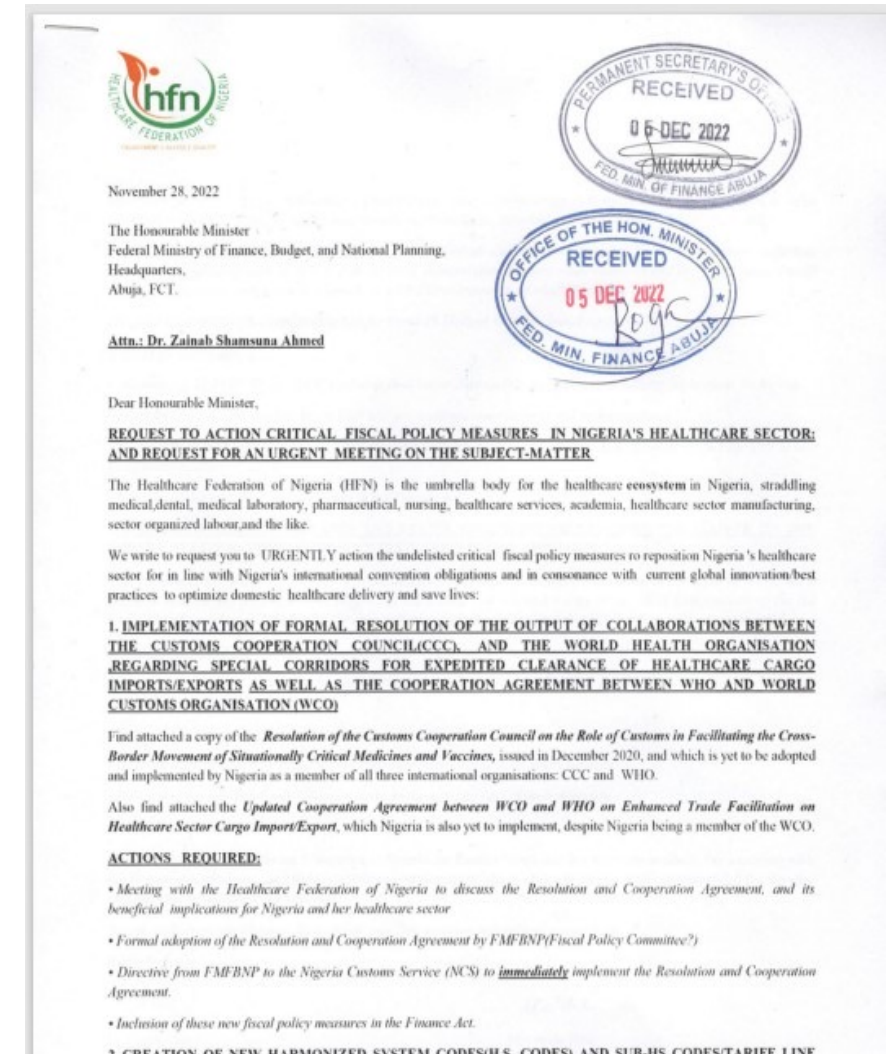 hfn
HEALTHCARE FEDERATION OF NIGERIA
PERMANENT SECRETARY'S OFFICE
RECEIVED
05 DEC 2022
FED. MIN. OF FINANCE ABUJA
November 28, 2022
The Honourable Minister
Federal Ministry of Finance, Budget, and National Planning,
Headquarters,
Abuja, FCT.
OFFICE OF THE HON. MINISTER
RECEIVED
05 DEC 2022
FED. MIN. FINANCE ABUJA
Attn.: Dr. Zainab Shamsuna Ahmed
Dear Honourable Minister,
REQUEST TO ACTION CRITICAL FISCAL POLICY MEASURES IN NIGERIA'S HEALTHCARE SECTOR:
AND REQUEST FOR AN URGENT MEETING ON THE SUBJECT-MATTER
The Healthcare Federation of Nigeria (HFN) is the umbrella body for the healthcare ecosystem in Nigeria, straddling
medical,dental, medical laboratory, pharmaceutical, nursing, healthcare services, academia, healthcare sector manufacturing,
sector organized labour,and the like.
We write to request you to URGENTLY action the undelisted critical fiscal policy measures ro reposition Nigeria 's healthcare
sector for in line with Nigeria's international convention obligations and in consonance with current global innovation/best
practices to optimize domestic healthcare delivery and save lives:
1. IMPLEMENTATION OF FORMAL RESOLUTION OF THE OUTPUT OF COLLABORATIONS BETWEEN
THE CUSTOMS COOPERATION COUNCIL(CCC), AND THE WORLD HEALTH ORGANISATION
,REGARDING SPECIAL CORRIDORS FOR EXPEDITED CLEARANCE OF HEALTHCARE CARGO
IMPORTS/EXPORTS AS WELL AS THE COOPERATION AGREEMENT BETWEEN WHO AND WORLD
CUSTOMS ORGANISATION (WCO)
Find attached a copy of the Resolution of the Customs Cooperation Council on the Role of Customs in Facilitating the Cross-
Border Movement of Situationally Critical Medicines and Vaccines, issued in December 2020, and which is yet to be adopted
and implemented by Nigeria as a member of all three international organisations: CCC and WHO.
Also find attached the Updated Cooperation Agreement between WCO and WHO on Enhanced Trade Facilitation on
Healthcare Sector Cargo Import/Export, which Nigeria is also yet to implement, despite Nigeria being a member of the WCO.
ACTIONS REQUIRED:
• Meeting with the Healthcare Federation of Nigeria to discuss the Resolution and Cooperation Agreement, and its
beneficial implications for Nigeria and her healthcare sector
• Formal adoption of the Resolution and Cooperation Agreement by FMFBNP(Fiscal Policy Committee?)
• Directive from FMFBNP to the Nigeria Customs Service (NCS) to immediately implement the Resolution and Cooperation
Agreement.
• Inclusion of these new fiscal policy measures in the Finance Act.
2. CREATION OF NEW HARMONIZED SYSTEM CODES(H.S. CODES) AND SUB-HS CODES/TARIFF LINE